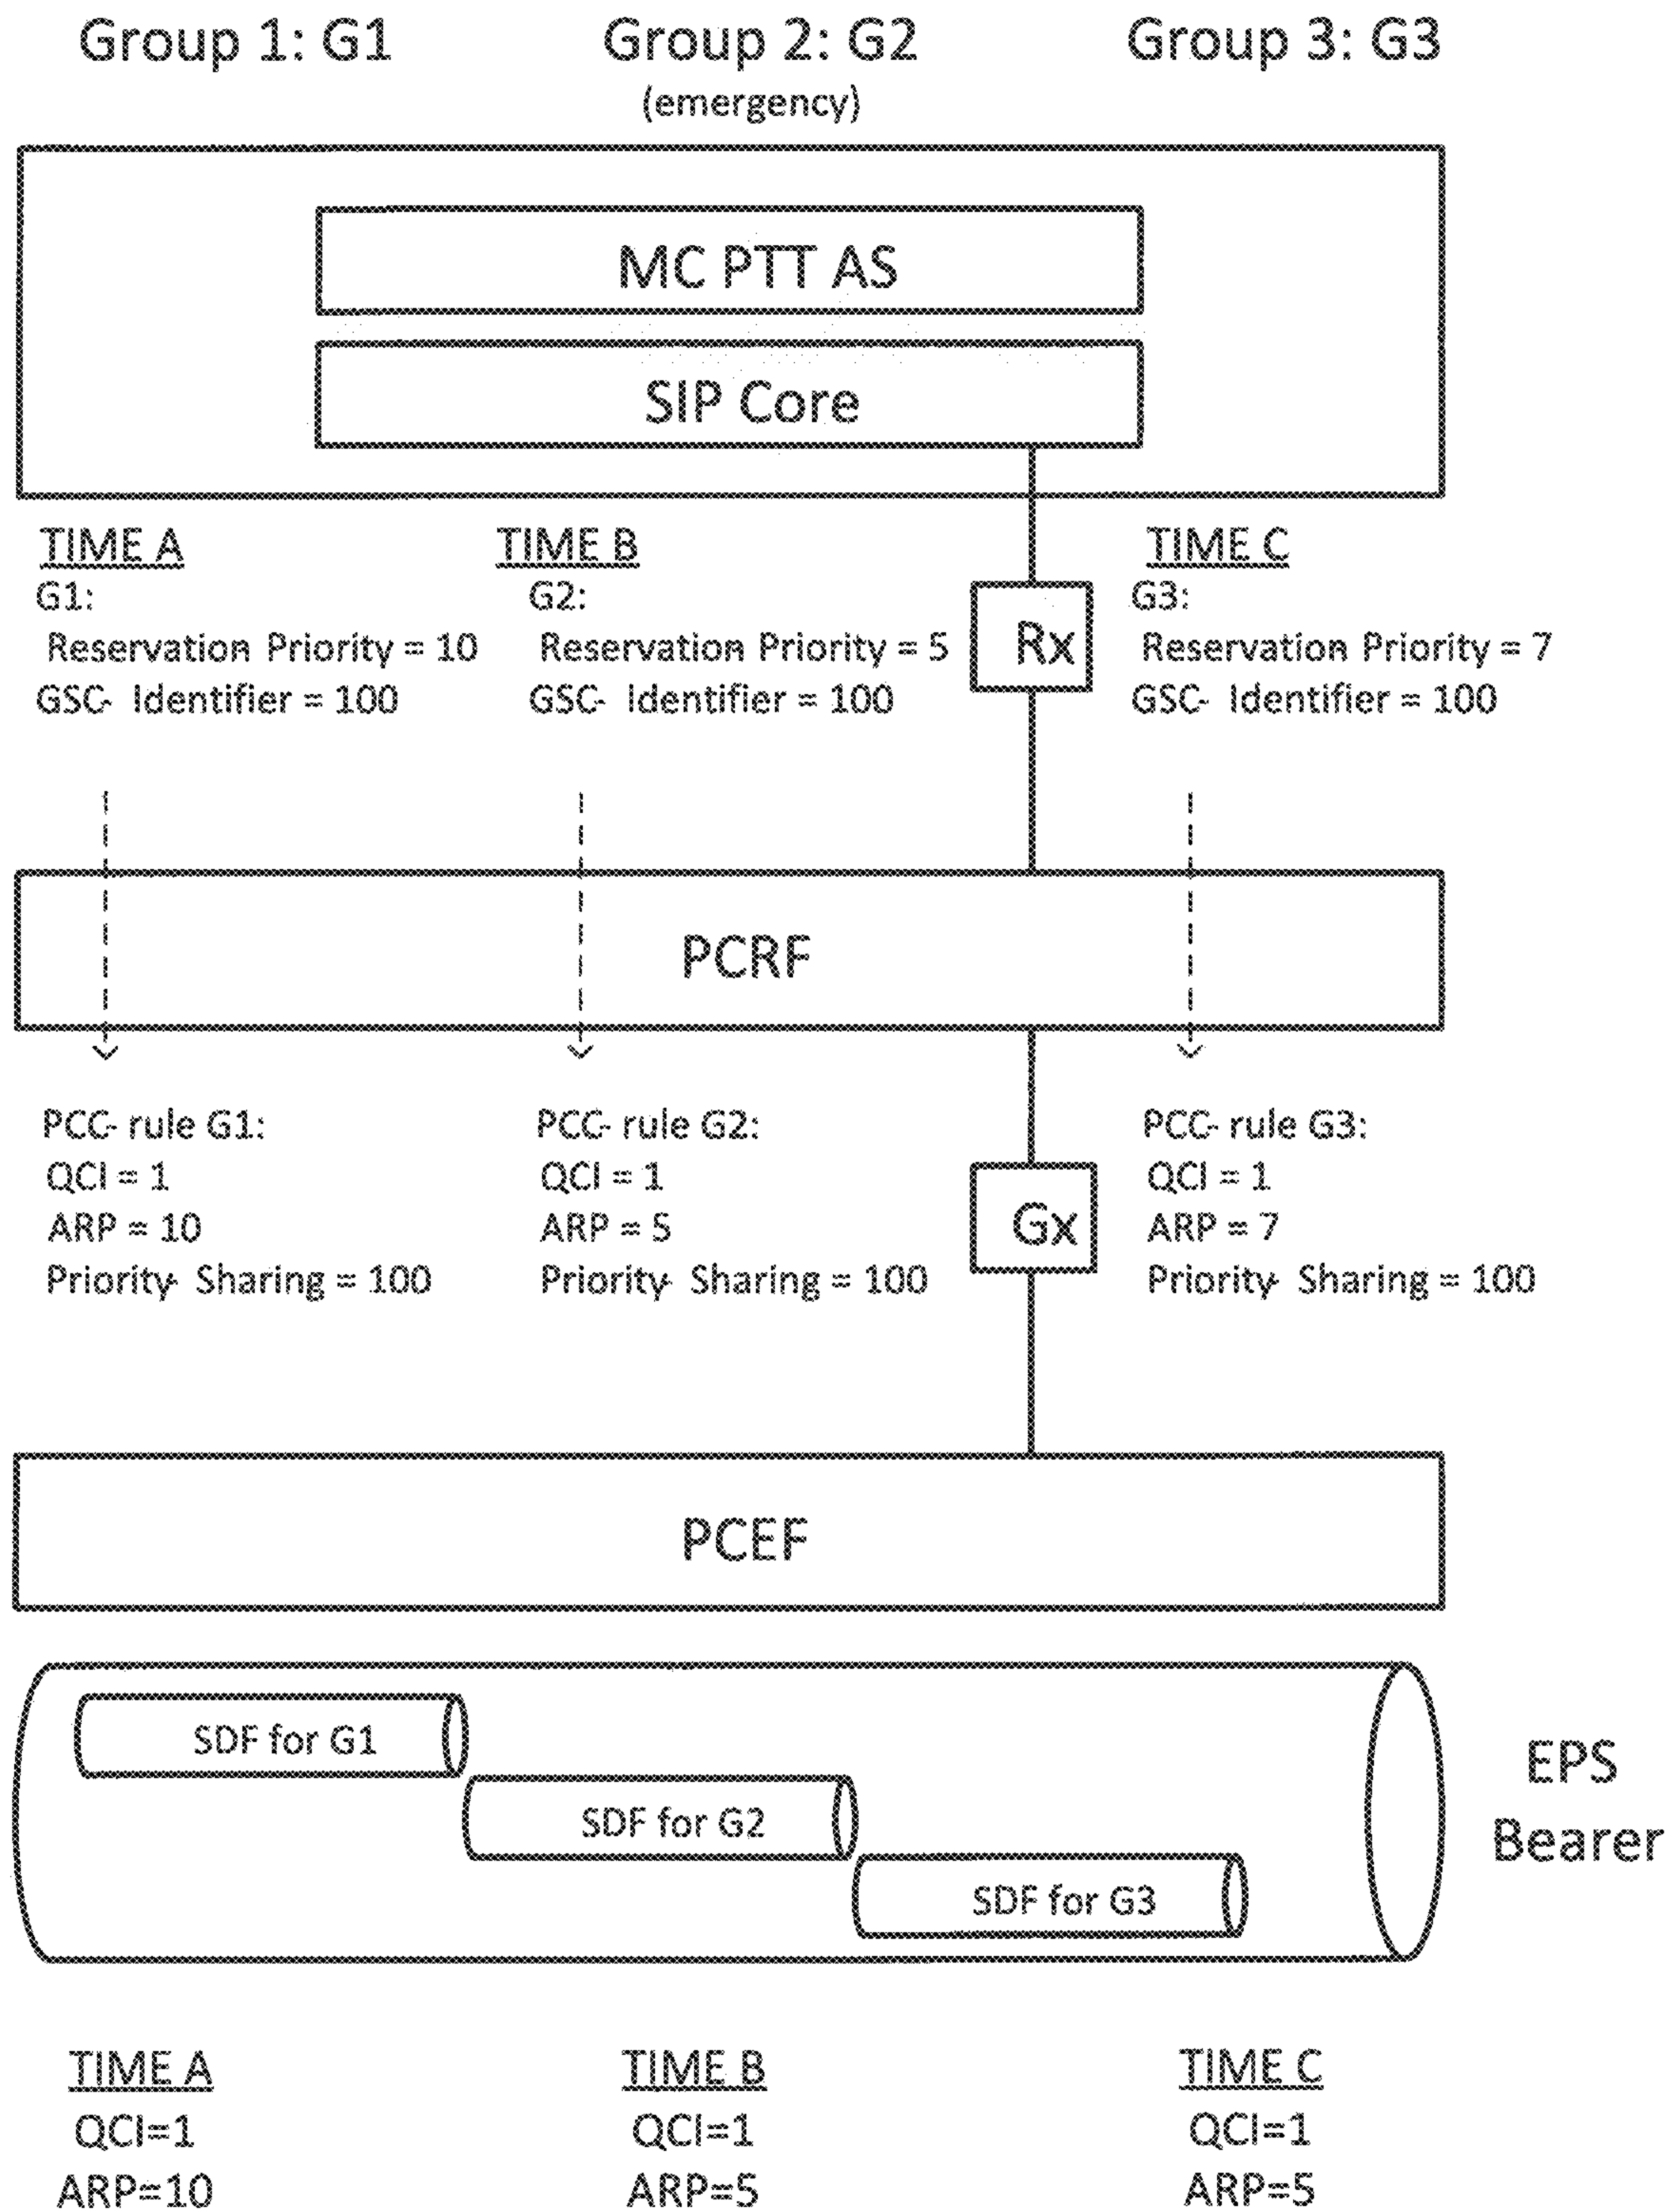 Group 1: G1
Group 2: G2
(emergency)
Group 3: G3
MC PTT AS
SIP Core
TIME A
G1:
Reservation Priority = 10
GSC- Identifier = 100
TIME B
G2:
Reservation Priority = 5
GSC- Identifier = 100
Rx
TIME C
G3:
Reservation Priority = 7
GSC- Identifier = 100
PCRF
PCC- rule G1:
QCI = 1
ARP = 10
Priority- Sharing = 100
PCC- rule G2:
QCI = 1
ARP = 5
Priority- Sharing = 100
Gx
PCC- rule G3:
QCI = 1
ARP = 7
Priority- Sharing = 100
PCEF
SDF for G1
SDF for G2
SDF for G3
EPS
Bearer
TIME A
QCI=1
ARP=10
TIME B
QCI=1
ARP=5
TIME C
QCI=1
ARP=5